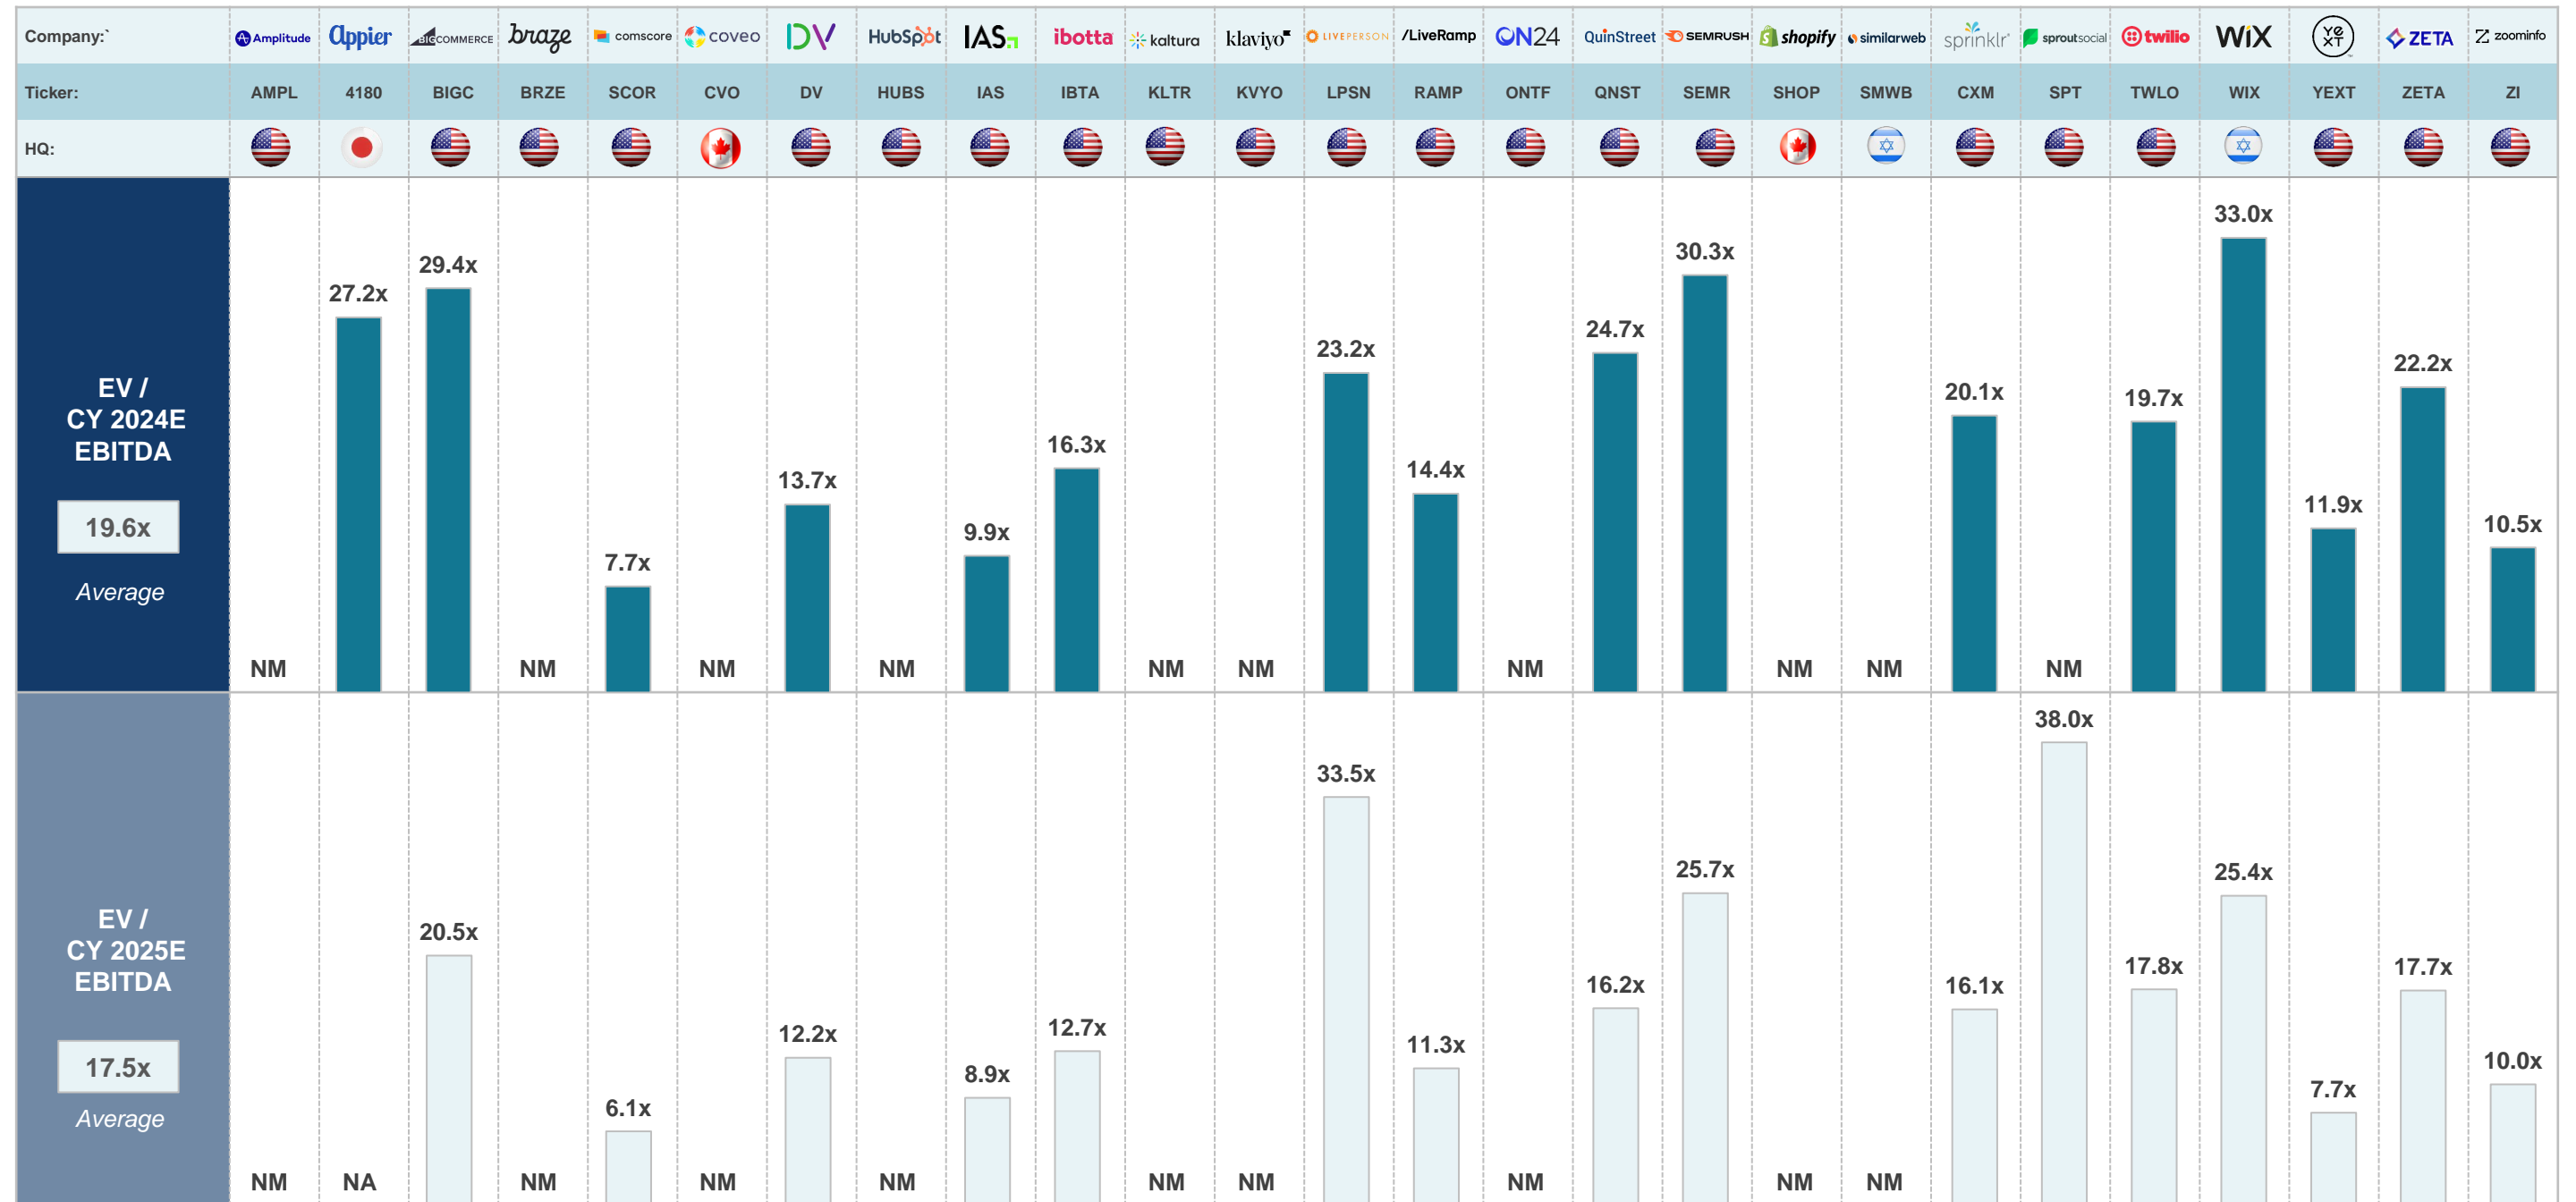 Company:`
Amplitude
Appier
BIGCOMMERCE
braze
comscore
coveo
DV
HubSpot
IAS
ibotta
kaltura
klaviyo
LIVEPERSON
/LiveRamp
ON24
QuinStreet
SEMRUSH
shopify
similarweb
sprinklr
sproutsocial
twilio
WiX
YEXT
ZETA
zoominfo
Ticker: AMPL 4180 BIGC BRZE SCOR CVO DV HUBS IAS IBTA KLTR KVYO LPSN RAMP ONTF QNST SEMR SHOP SMWB CXM SPT TWLO WIX YEXT ZETA ZI
HQ:
EV /
CY 2024E
EBITDA
19.6x
Average
NM 27.2x 29.4x NM 7.7x NM 13.7x NM 9.9x 16.3x NM NM 23.2x 14.4x NM 24.7x 30.3x NM NM 20.1x NM 19.7x 33.0x 11.9x 22.2x 10.5x
EV /
CY 2025E
EBITDA
17.5x
Average
NM NA 20.5x NM 6.1x NM 12.2x NM 8.9x 12.7x NM NM 33.5x 11.3x NM 16.2x 25.7x NM NM 16.1x 38.0x 17.8x 25.4x 7.7x 17.7x 10.0x